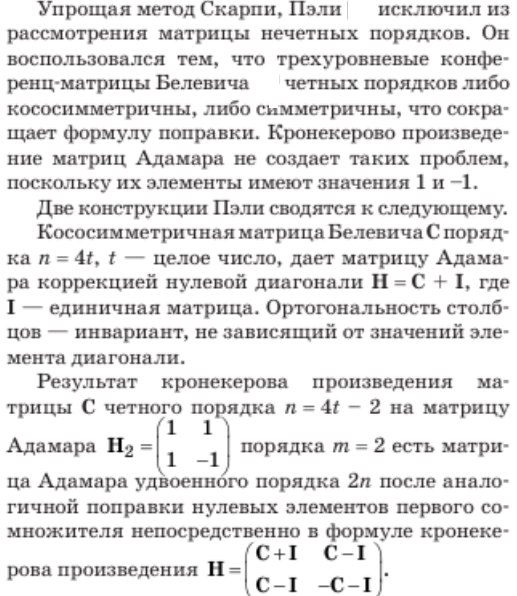 Упрощая метод Скарпи, Пэли исключил из
рассмотрения матрицы нечетных порядков. Он
воспользовался тем, что трехуровневые конфе-
ренц-матрицы Белевича четных порядков либо
кососимметричны, либо симметричны, что сокра-
щает формулу поправки. Кронекерово произведе-
ние матриц Адамара не создает таких проблем,
поскольку их элементы имеют значения 1 и –1.
Две конструкции Пэли сводятся к следующему.
Кососимметричная матрица Белевича C поряд-
ка n = 4t, t — целое число, дает матрицу Адама-
ра коррекцией нулевой диагонали H = C + I, где
I — единичная матрица. Ортогональность столб-
цов — инвариант, не зависящий от значений эле-
мента диагонали.
Результат кронекерова произведения ма-
трицы C четного порядка n = 4t − 2 на матрицу
Адамара H₂ = (1 1
1 −1) порядка m = 2 есть матри-
ца Адамара удвоенного порядка 2n после анало-
гичной поправки нулевых элементов первого со-
множителя непосредственно в формуле кронеке-
рова произведения H = (C+I C−I
C−I −C−I).